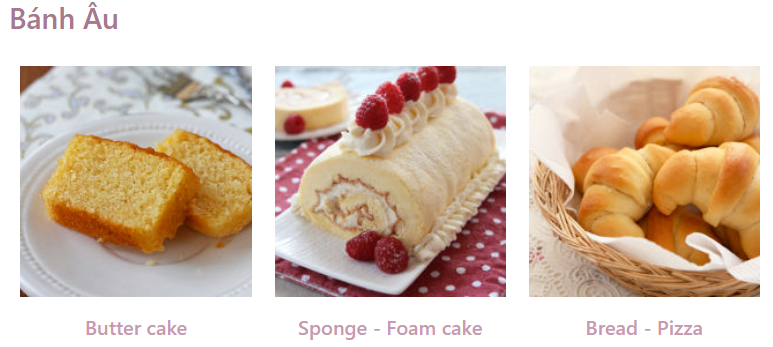 Bánh Âu
Butter cake
Sponge - Foam cake
Bread - Pizza